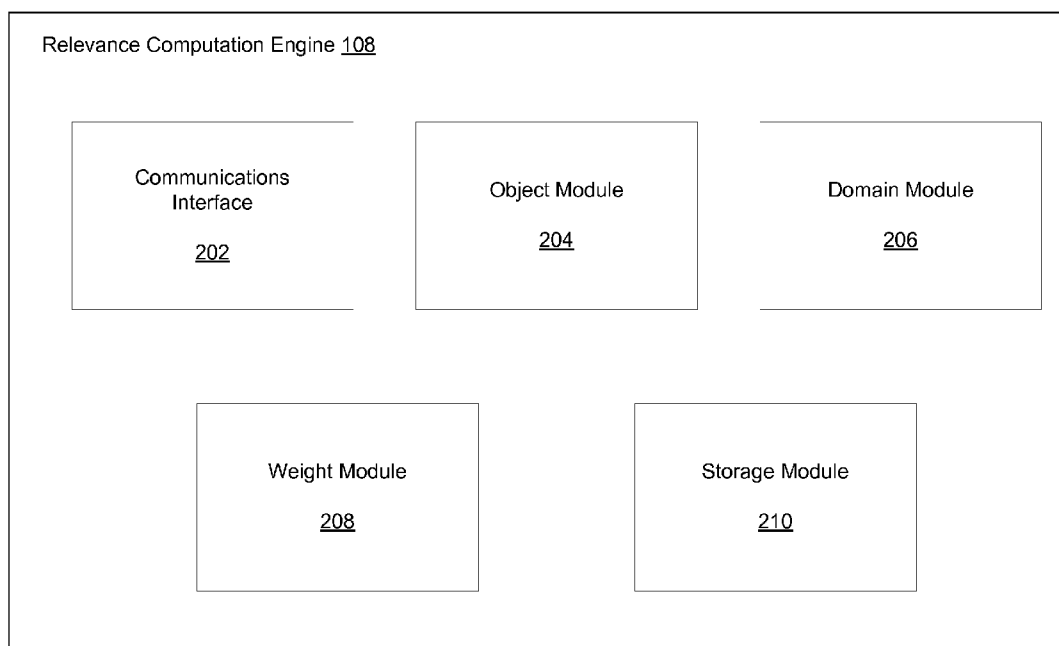 Relevance Computation Engine 108
Communications
Interface
202
Object Module
204
Domain Module
206
Weight Module
208
Storage Module
210